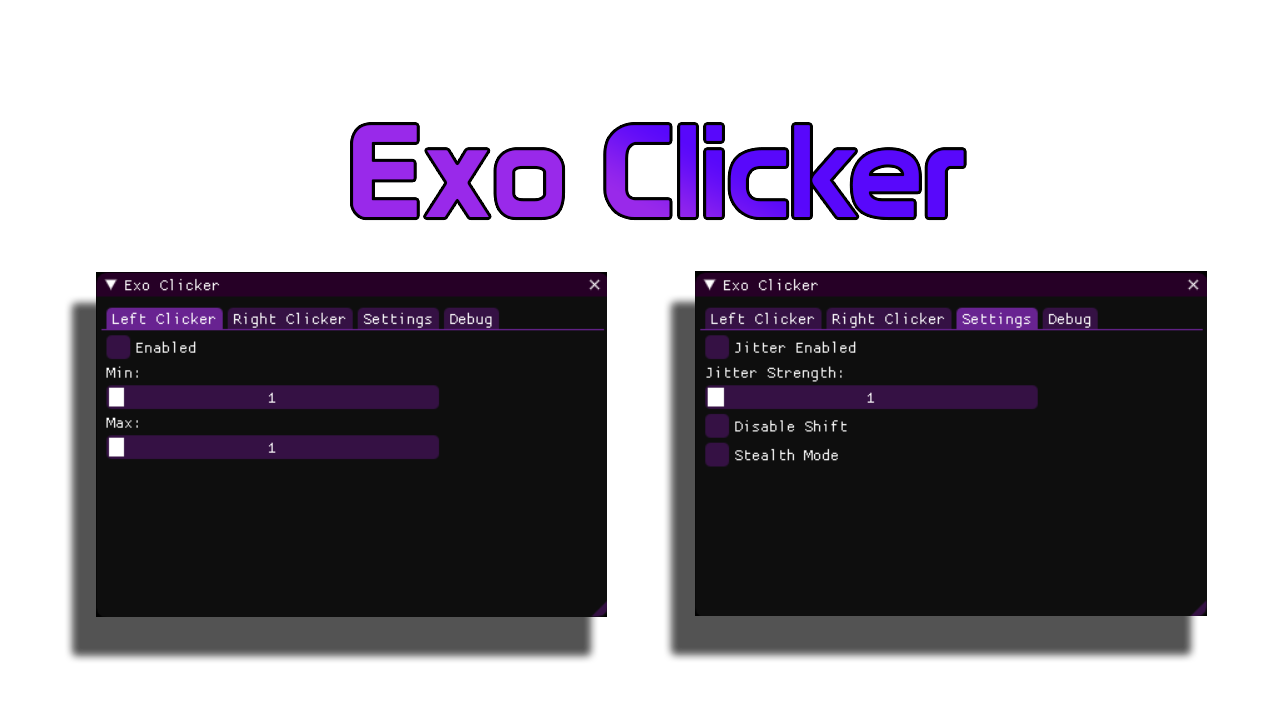 Exo Clicker
Exo Clicker
Left Clicker Right Clicker Settings Debug
Enabled
Min:
1
Max:
1
Exo Clicker
Left Clicker Right Clicker Settings Debug
Jitter Enabled
Jitter Strength:
1
Disable Shift
Stealth Mode